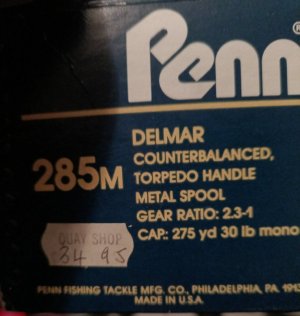 Penn®
DELMAR
285M
COUNTERBALANCED,
TORPEDO HANDLE
METAL SPOOL
GEAR RATIO: 2.3-1
CAP.: 275 yd 30 lb mono
QUAY SHOP
34 95
PENN FISHING TACKLE MFG. CO., PHILADELPHIA, PA 1913
MADE IN U.S.A.